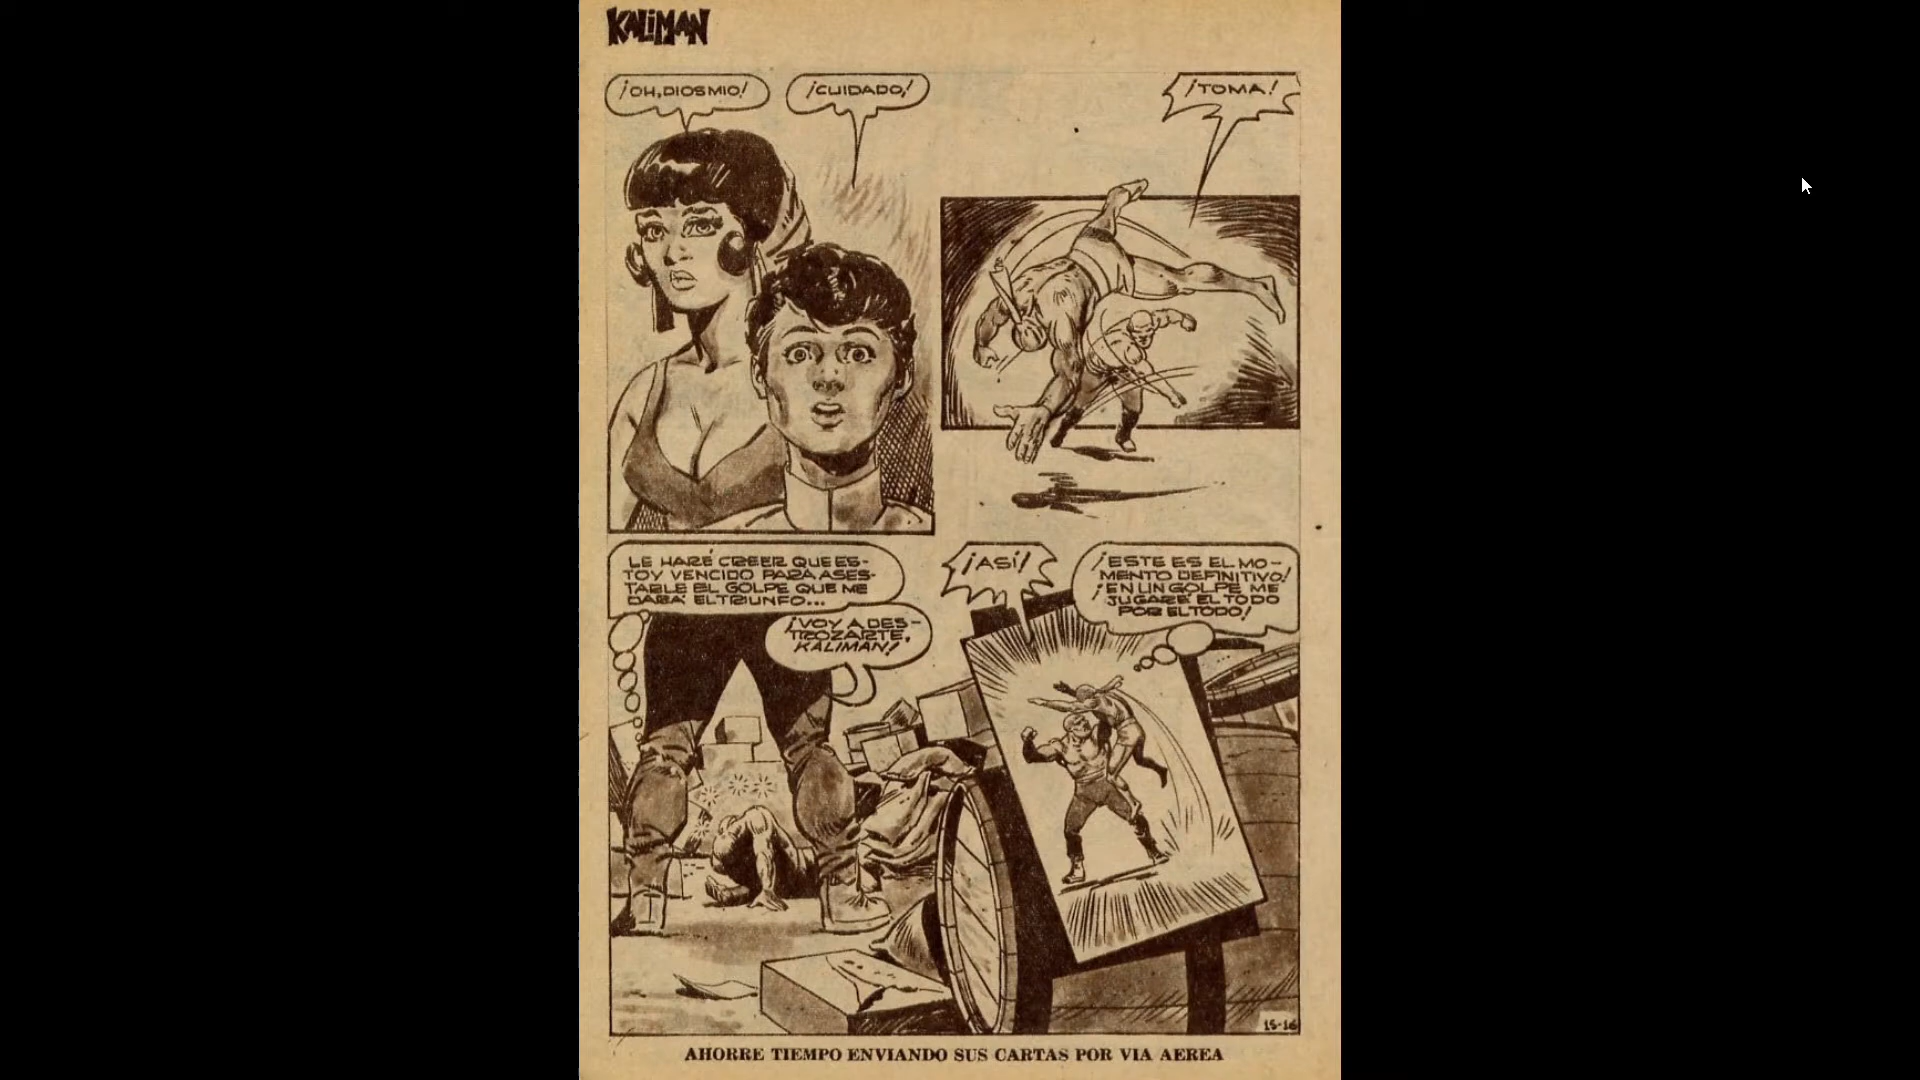 KALIMAN
¡OH, DIOS MIO!
¡CUIDADO!
¡TOMA!
LE HARÉ CREER QUE ES-
TOY VENCIDO PARA ASES-
TARLE EL GOLPE QUE ME
DARÁ EL TRIUNFO...
¡VOY A DES-
TROZARTE,
KALIMAN!
¡ASÍ!
¡ESTE ES EL MO-
MENTO DEFINITIVO!
¡EN UN GOLPE ME
JUGARÉ EL TODO
POR EL TODO!
15-16
AHORRE TIEMPO ENVIANDO SUS CARTAS POR VIA AEREA